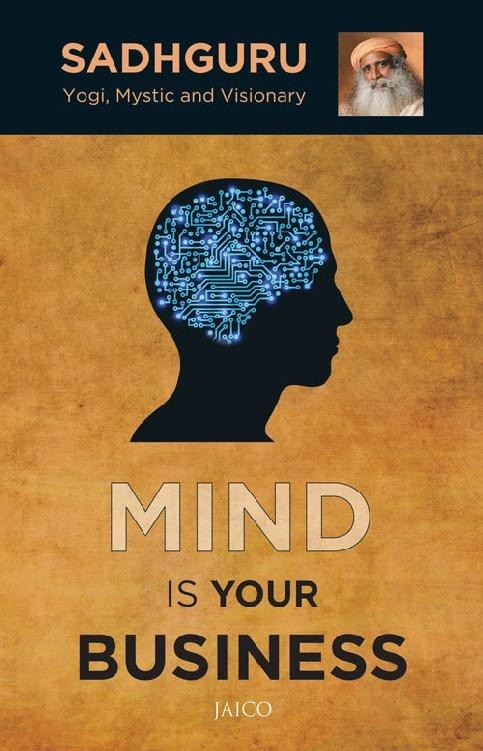 SADHGURU
Yogi, Mystic and Visionary
MIND
IS YOUR
BUSINESS
JAICO